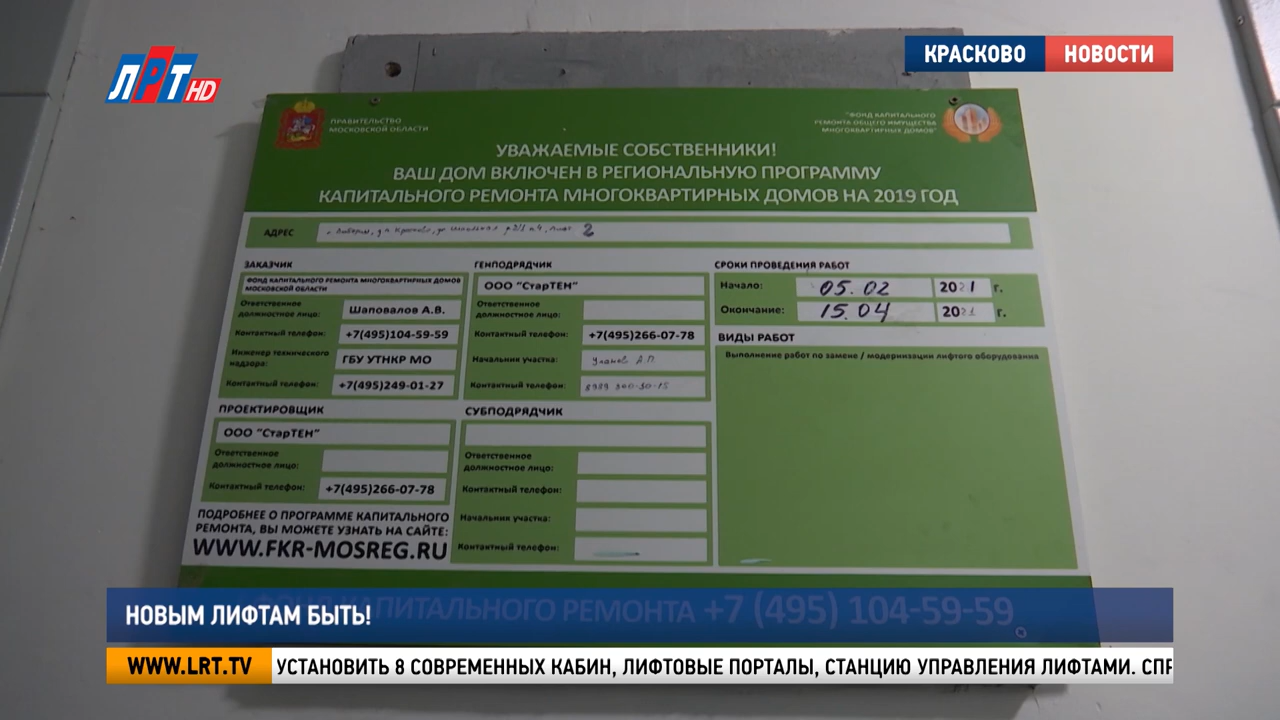 ЛРТ HD
КРАСКОВО НОВОСТИ
ПРАВИТЕЛЬСТВО
МОСКОВСКОЙ ОБЛАСТИ
"ФОНД КАПИТАЛЬНОГО
РЕМОНТА ОБЩЕГО ИМУЩЕСТВА
МНОГОКВАРТИРНЫХ ДОМОВ"
УВАЖАЕМЫЕ СОБСТВЕННИКИ!
ВАШ ДОМ ВКЛЮЧЕН В РЕГИОНАЛЬНУЮ ПРОГРАММУ
КАПИТАЛЬНОГО РЕМОНТА МНОГОКВАРТИРНЫХ ДОМОВ НА 2019 ГОД
АДРЕС 2
ЗАКАЗЧИК
ФОНД КАПИТАЛЬНОГО РЕМОНТА МНОГОКВАРТИРНЫХ ДОМОВ
МОСКОВСКОЙ ОБЛАСТИ
Ответственное
должностное лицо: Шаповалов А.В.
Контактный телефон: +7(495)104-59-59
Инженер технического
надзора: ГБУ УТНКР МО
Контактный телефон: +7(495)249-01-27
ГЕНПОДРЯДЧИК
ООО "СтарТЕН"
Ответственное
должностное лицо:
Контактный телефон: +7(495)266-07-78
Начальния участка:
Контактный телефон:
СРОКИ ПРОВЕДЕНИЯ РАБОТ
Начало: 05.02 2021 г.
Окончание: 15.04 2021 г.
ВИДЫ РАБОТ
Выполнение работ по замене / модернизации лифтого оборудования
ПРОЕКТИРОВЩИК
ООО "СтарТЕН"
Ответственное
должностное лицо:
Контактный телефон: +7(495)266-07-78
СУБПОДРЯДЧИК
Ответственное
должностное лицо:
Контактный телефон:
Начальния участка:
Контактный телефон:
ПОДРОБНЕЕ О ПРОГРАММЕ КАПИТАЛЬНОГО
РЕМОНТА, ВЫ МОЖЕТЕ УЗНАТЬ НА САЙТЕ:
WWW.FKR-MOSREG.RU
КАПИТАЛЬНОГО РЕМОНТА +7 (495) 104-59-59
НОВЫМ ЛИФТАМ БЫТЬ!
WWW.LRT.TV УСТАНОВИТЬ 8 СОВРЕМЕННЫХ КАБИН, ЛИФТОВЫЕ ПОРТАЛЫ, СТАНЦИЮ УПРАВЛЕНИЯ ЛИФТАМИ.